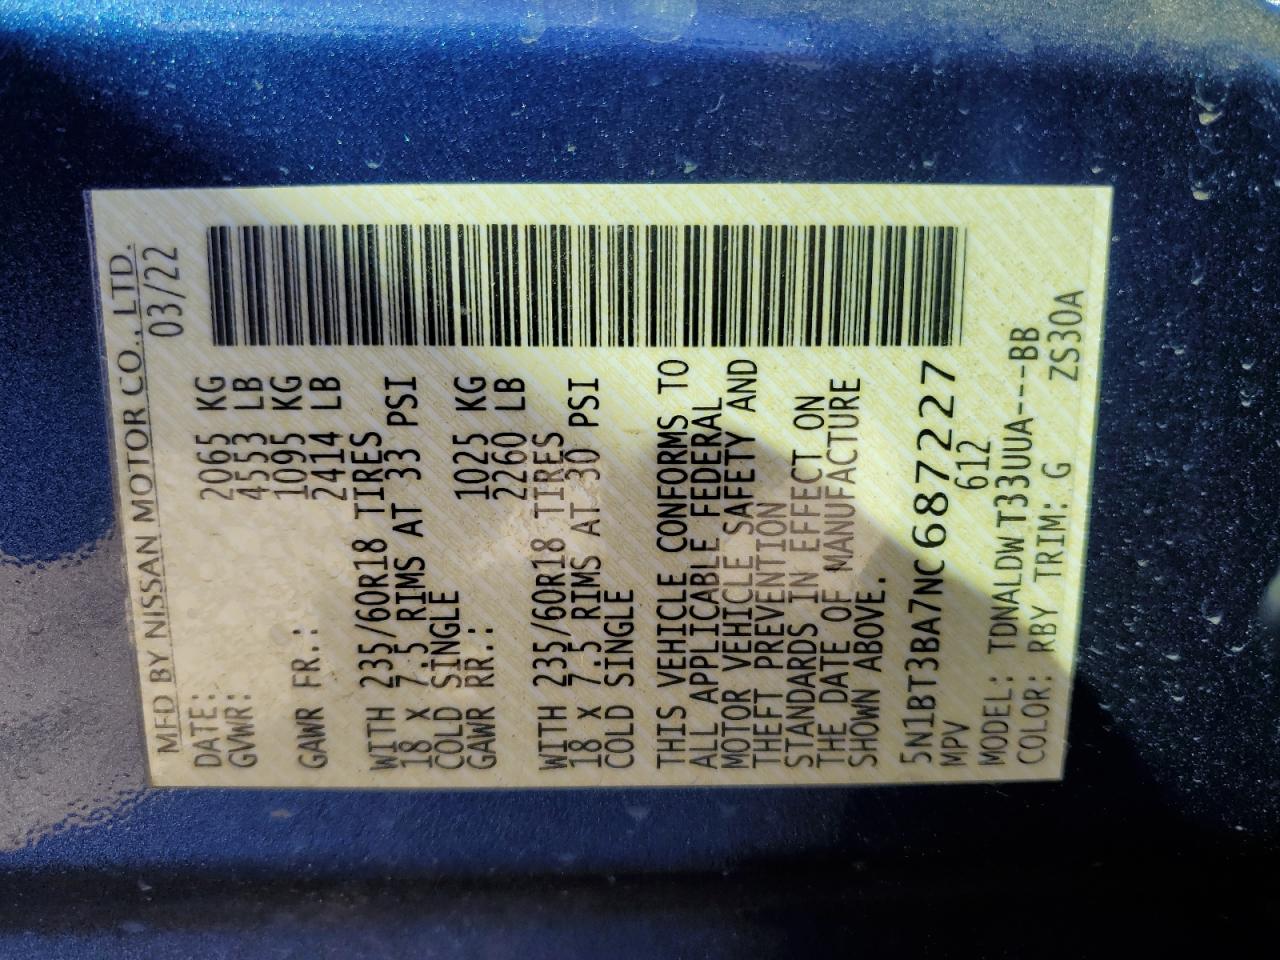 MFD BY NISSAN MOTOR CO., LTD.
DATE: 03/22
GVWR: 2065 KG
4553 LB
GAWR FR.: 1095 KG
2414 LB
WITH 235/60R18 TIRES
18 X 7.5 RIMS AT 33 PSI
COLD SINGLE
GAWR RR.: 1025 KG
2260 LB
WITH 235/60R18 TIRES
18 X 7.5 RIMS AT 30 PSI
COLD SINGLE
THIS VEHICLE CONFORMS TO
ALL APPLICABLE FEDERAL
MOTOR VEHICLE SAFETY AND
THEFT PREVENTION
STANDARDS IN EFFECT ON
THE DATE OF MANUFACTURE
SHOWN ABOVE.
5N1BT3BA7NC687227
MPV 612
MODEL: TDNALDWT33UUA---BB
COLOR: RBY TRIM: G ZS30A